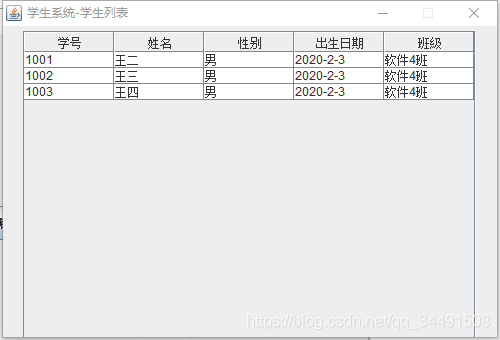 学生系统-学生列表
学号 姓名 性别 出生日期 班级
1001 王二 男 2020-2-3 软件4班
1002 王三 男 2020-2-3 软件4班
1003 王四 男 2020-2-3 软件4班
https://blog.csdn.net/qq_34491508